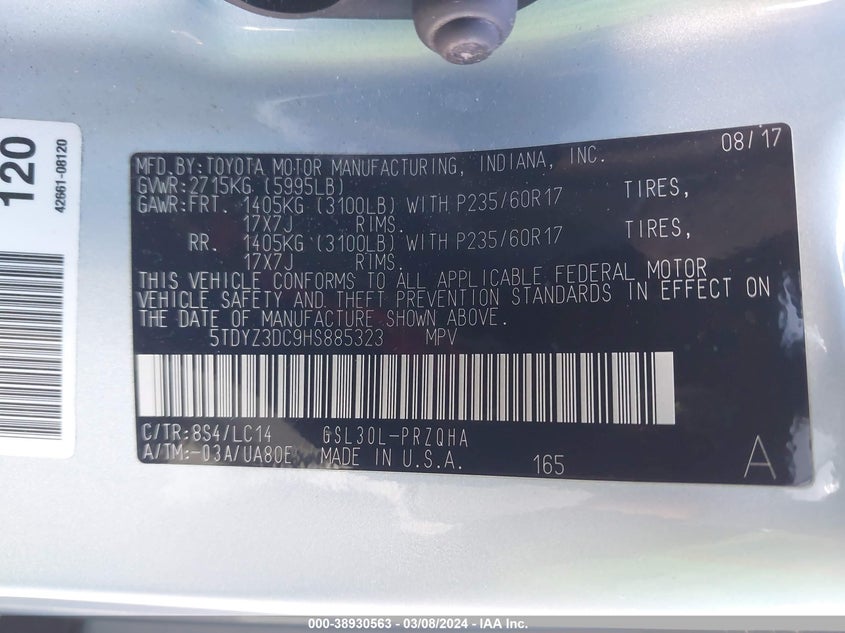 120
42661-08120
08/17
MFD.BY:TOYOTA MOTOR MANUFACTURING, INDIANA, INC.
GVWR:2715KG (5995LB)
GAWR:FRT. 1405KG (3100LB) WITH P235/60R17 TIRES,
17X7J RIMS.
RR. 1405KG (3100LB) WITH P235/60R17 TIRES,
17X7J RIMS.
THIS VEHICLE CONFORMS TO ALL APPLICABLE FEDERAL MOTOR
VEHICLE SAFETY AND THEFT PREVENTION STANDARDS IN EFFECT ON
THE DATE OF MANUFACTURE SHOWN ABOVE.
5TDYZ3DC9HS885323 MPV
C/TR:8S4/LC14 GSL30L-PRZQHA
A/TM:-03A/UA80E MADE IN U.S.A. 165 A
000-38930563 - 03/08/2024 - IAA Inc.